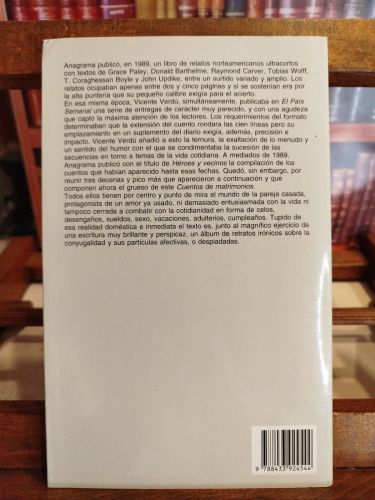 Anagrama publicó, en 1989, un libro de relatos norteamericanos ultracortos
con textos de Grace Paley, Donald Barthelme, Raymond Carver, Tobias Wolff,
T. Coraghessan Boyle y John Updike, entre un surtido variado y amplio. Los
relatos ocupaban apenas entre dos y cinco páginas y si se sostenían era por
la alta puntería que su pequeño calibre exigía para el acierto.
En esa misma época, Vicente Verdú, simultáneamente, publicaba en El País
Semanal una serie de entregas de carácter muy parecido, y con una agudeza
que captó la máxima atención de los lectores. Los requerimientos del formato
determinaban que la extensión del cuento rondara las cien líneas pero su
emplazamiento en un suplemento del diario exigía, además, precisión e
impacto. Vicente Verdú añadió a esto la ternura, la exaltación de lo menudo y
un sentido del humor con el que se condimentaba la sucesión de las
secuencias en torno a temas de la vida cotidiana. A mediados de 1989,
Anagrama publicó con el título de Héroes y vecinos la compilación de los
cuentos que habían aparecido hasta esas fechas. Quedó, sin embargo, por
reunir tres decenas y pico más que aparecieron a continuación y que
componen ahora el grueso de este Cuentos de matrimonios.
Todos ellos tienen por centro y punto de mira el mundo de la pareja casada,
protagonista de un amor ya usado, ni demasiado entusiasmada con la vida ni
tampoco cerrada a combatir con la cotidianidad en forma de celos,
desengaños, sueldos, sexo, vacaciones, adulterios, cumpleaños. Tupido de
esa realidad doméstica e inmediata el texto es, junto al magnífico ejercicio de
una escritura muy brillante y perspicaz, un álbum de retratos irónicos sobre la
conyugalidad y sus partículas afectivas, o despiadadas.
9 788433 924544